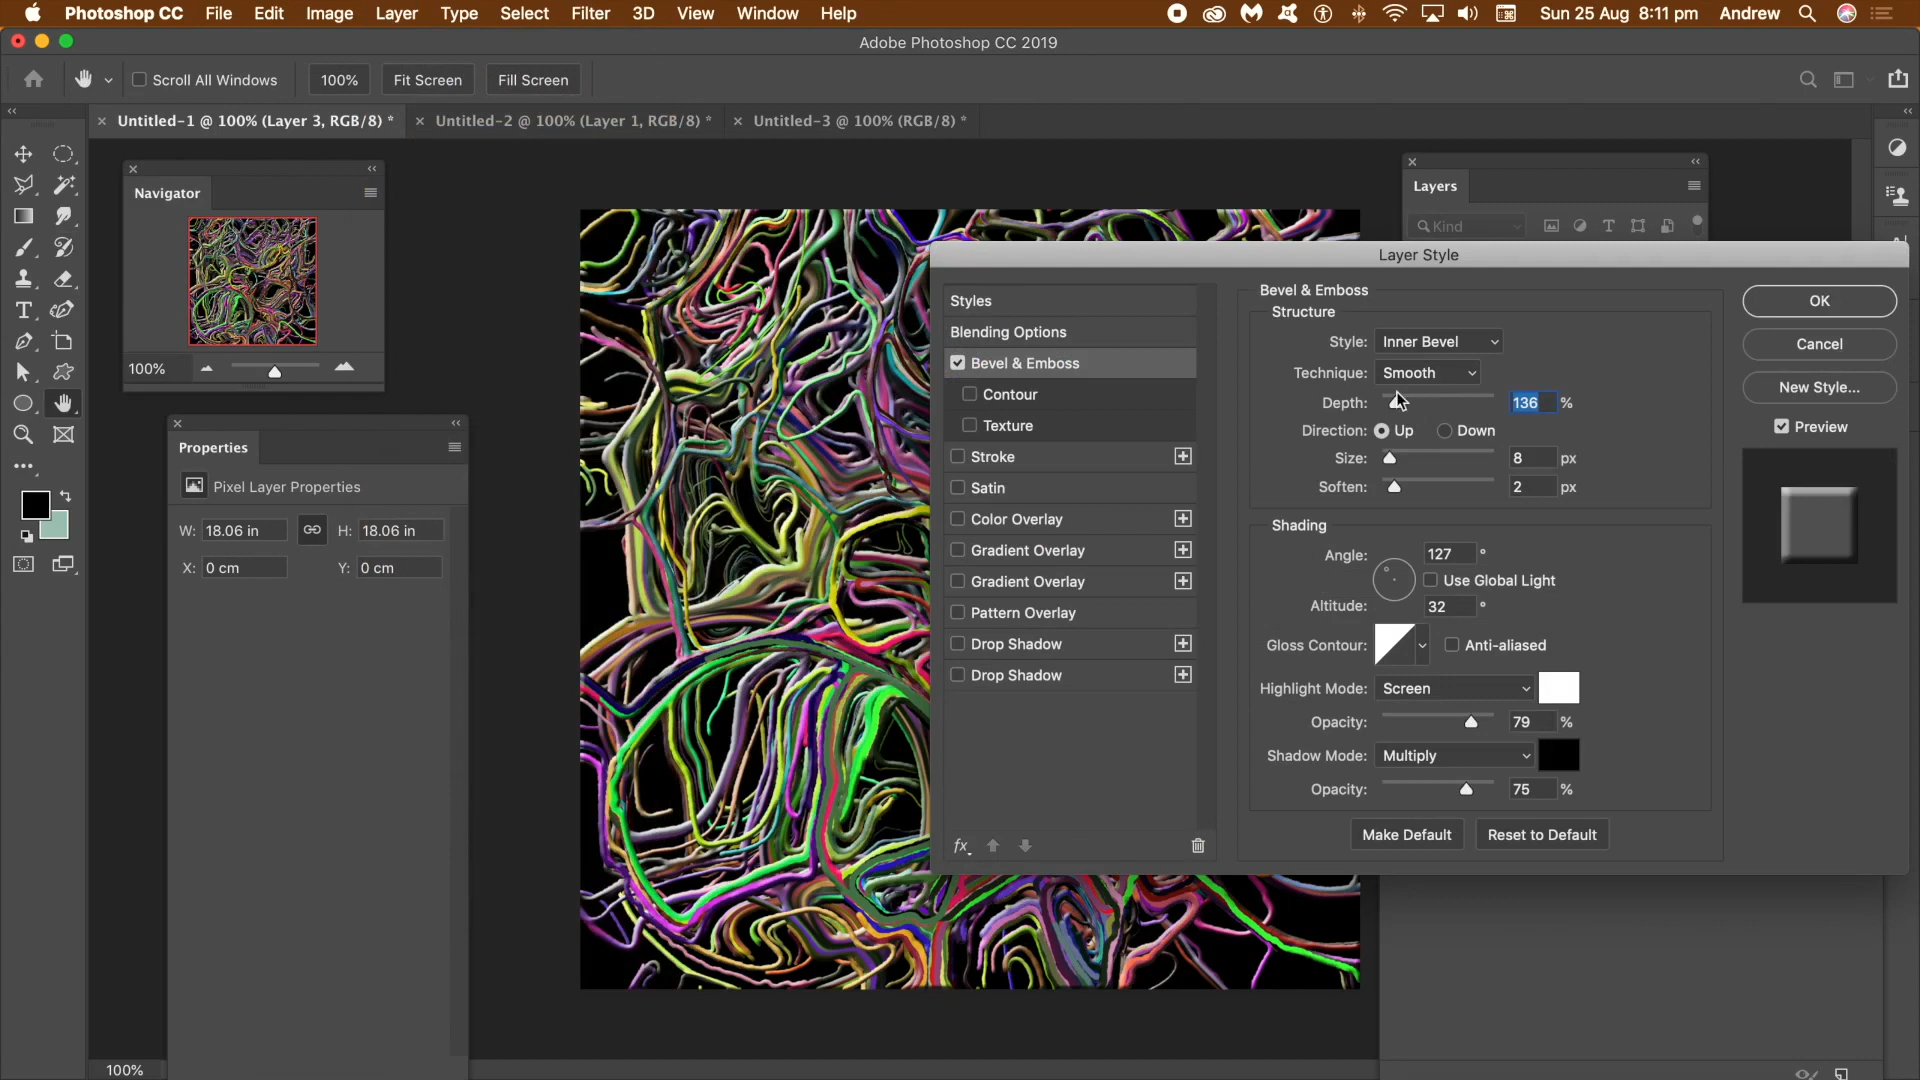 Photoshop CC File Edit Image Layer Type Select Filter 3D View Window Help Sun 25 Aug 8:11 pm Andrew
Adobe Photoshop CC 2019
Scroll All Windows 100% Fit Screen Fill Screen
Untitled-1 @ 100% (Layer 3, RGB/8) * Untitled-2 @ 100% (Layer 1, RGB/8) * Untitled-3 @ 100% (RGB/8) *
Navigator
100%
Properties
Pixel Layer Properties
W: 18.06 in H: 18.06 in
X: 0 cm Y: 0 cm
Layers
Kind
Layer Style
Styles
Blending Options
Bevel & Emboss
Contour
Texture
Stroke
Satin
Color Overlay
Gradient Overlay
Gradient Overlay
Pattern Overlay
Drop Shadow
Drop Shadow
fx
Bevel & Emboss
Structure
Style: Inner Bevel
Technique: Smooth
Depth: 136 %
Direction: Up Down
Size: 8 px
Soften: 2 px
Shading
Angle: 127 °
Use Global Light
Altitude: 32 °
Gloss Contour: Anti-aliased
Highlight Mode: Screen
Opacity: 79 %
Shadow Mode: Multiply
Opacity: 75 %
Make Default Reset to Default
OK
Cancel
New Style...
Preview
100%